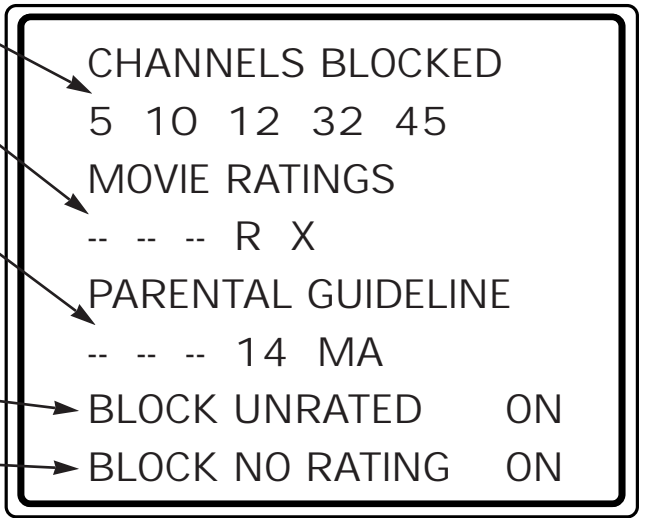 CHANNELS BLOCKED
5 10 12 32 45
MOVIE RATINGS
-- -- -- R X
PARENTAL GUIDELINE
-- -- -- 14 MA
BLOCK UNRATED ON
BLOCK NO RATING ON